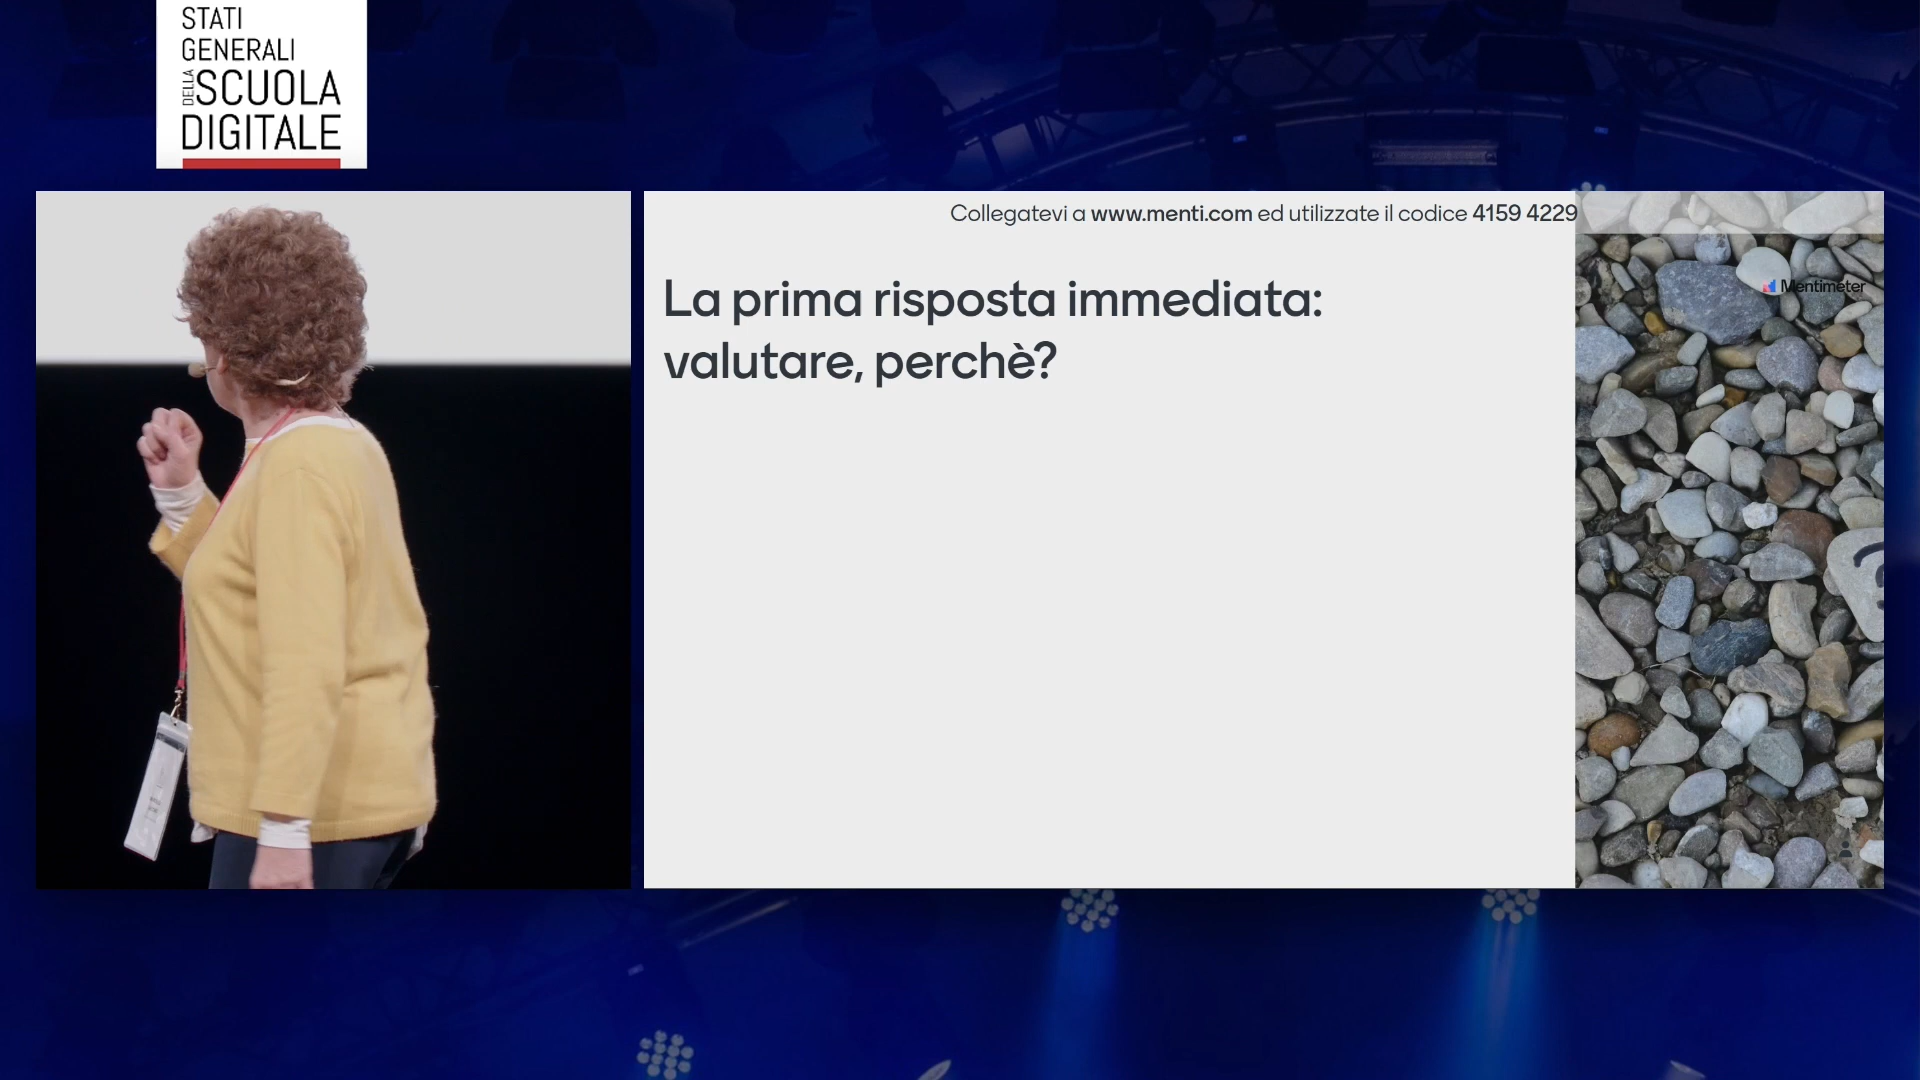 STATI
GENERALI
DELLA SCUOLA
DIGITALE
Collegatevi a www.menti.com ed utilizzate il codice 4159 4229
Mentimeter
La prima risposta immediata:
valutare, perchè?